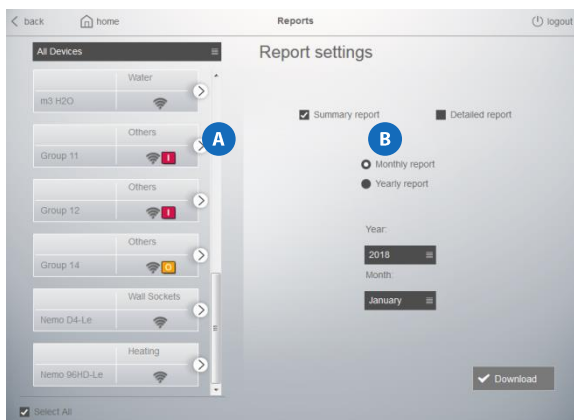 back
home
Reports
logout
All Devices
Report settings
Water
m3 H2O
Others
Group 11
I
A
Others
Group 12
I
Others
Group 14
O
Wall Sockets
Nemo D4-Le
Heating
Nemo 96HD-Le
Select All
Summary report
Detailed report
B
Monthly report
Yearly report
Year:
2018
Month:
January
Download